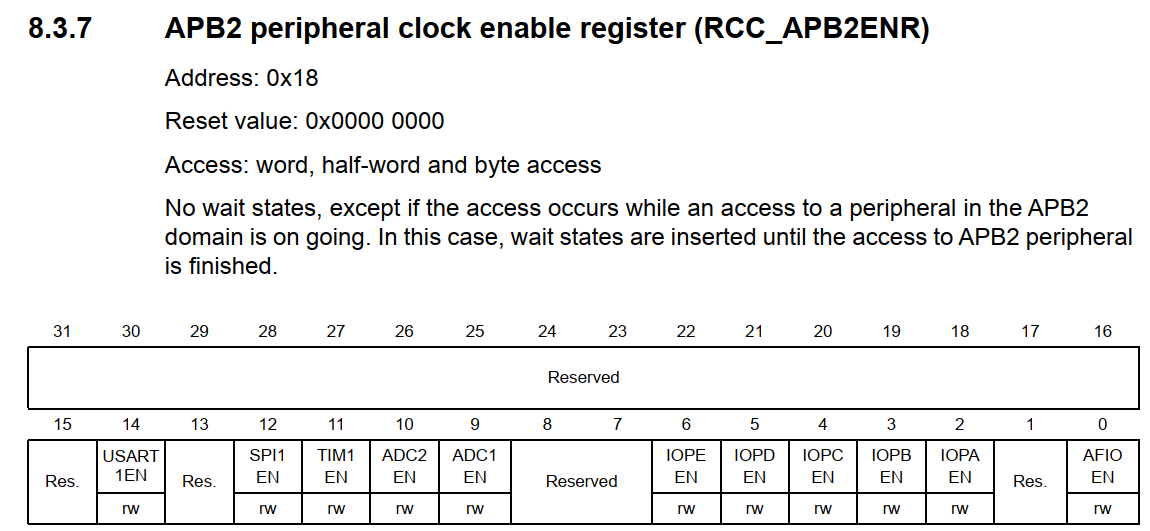 8.3.7 APB2 peripheral clock enable register (RCC_APB2ENR)
Address: 0x18
Reset value: 0x0000 0000
Access: word, half-word and byte access
No wait states, except if the access occurs while an access to a peripheral in the APB2
domain is on going. In this case, wait states are inserted until the access to APB2 peripheral
is finished.
31 30 29 28 27 26 25 24 23 22 21 20 19 18 17 16
Reserved
15 14 13 12 11 10 9 8 7 6 5 4 3 2 1 0
Res. USART 1EN Res. SPI1 EN TIM1 EN ADC2 EN ADC1 EN Reserved IOPE EN IOPD EN IOPC EN IOPB EN IOPA EN Res. AFIO EN
rw rw rw rw rw rw rw rw rw rw rw